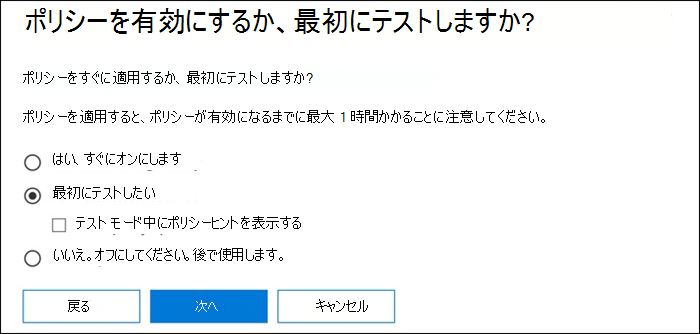 ポリシーを有効にするか、最初にテストしますか?
ポリシーをすぐに適用するか、最初にテストしますか?
ポリシーを適用すると、ポリシーが有効になるまでに最大 1 時間かかることに注意してください。
はい、すぐにオンにします
最初にテストしたい
テスト モード中にポリシー ヒントを表示する
いいえ。オフにしてください。後で使用します。
戻る 次へ キャンセル